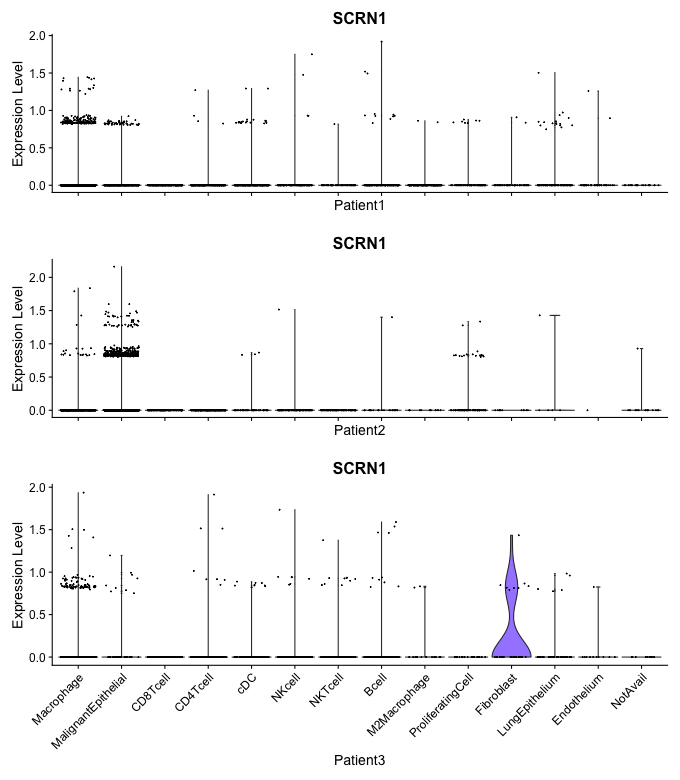 SCRN1
Expression Level
2.0
1.5
1.0
0.5
0.0
Patient1
SCRN1
Expression Level
2.0
1.5
1.0
0.5
0.0
Patient2
SCRN1
Expression Level
2.0
1.5
1.0
0.5
0.0
Macrophage
MalignantEpithelial
CD8Tcell
CD4Tcell
cDC
NKcell
NKTcell
Bcell
M2Macrophage
ProliferatingCell
Fibroblast
LungEpithelium
Endothelium
NotAvail
Patient3